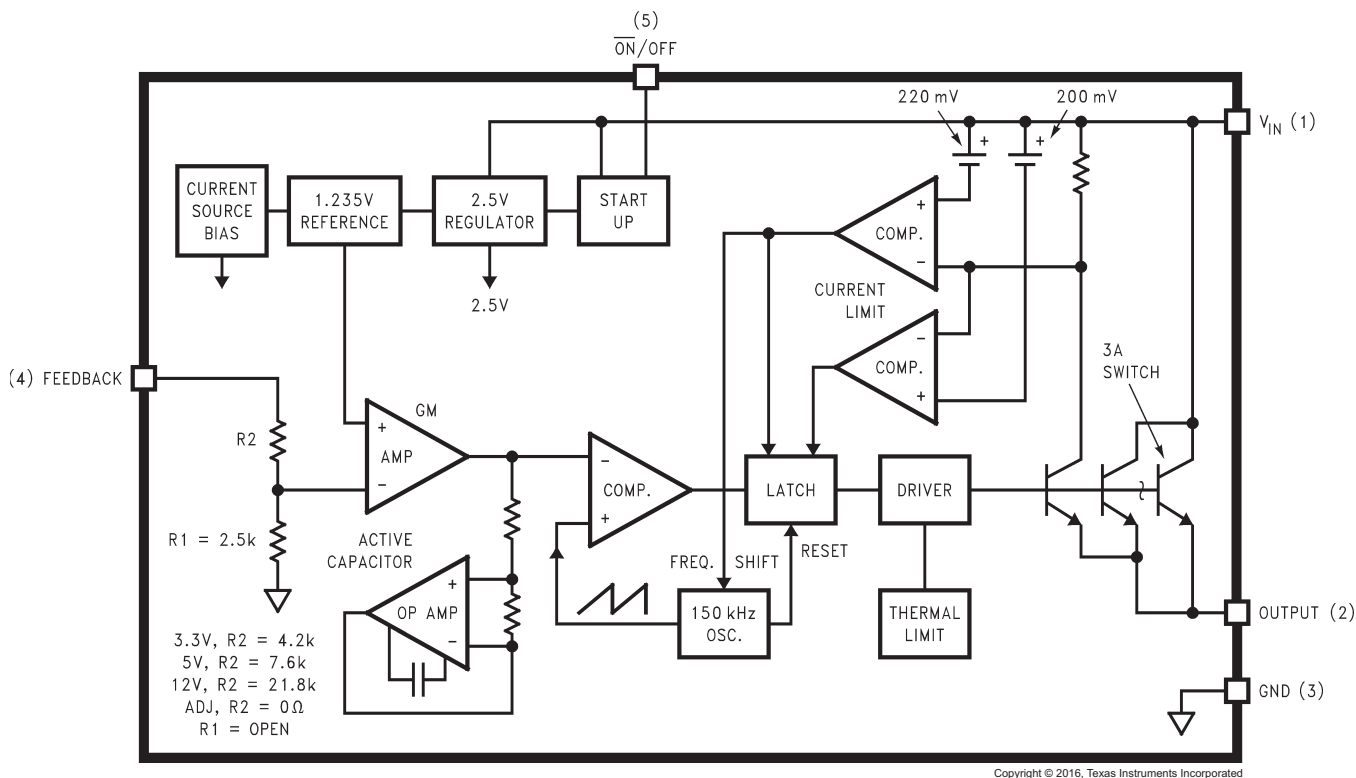 (5)
ON/OFF
220 mV
200 mV
+
+
VIN (1)
CURRENT
SOURCE
BIAS
1.235V
REFERENCE
2.5V
REGULATOR
START
UP
+
COMP.
−
2.5V
CURRENT
LIMIT
−
COMP.
+
3A
SWITCH
(4) FEEDBACK
GM
+
AMP
−
R2
R1 = 2.5k
−
COMP.
+
LATCH
DRIVER
ACTIVE
CAPACITOR
FREQ. SHIFT
RESET
+
OP AMP
−
150 kHz
OSC.
THERMAL
LIMIT
OUTPUT (2)
3.3V, R2 = 4.2k
5V, R2 = 7.6k
12V, R2 = 21.8k
ADJ, R2 = 0Ω
R1 = OPEN
GND (3)
Copyright © 2016, Texas Instruments Incorporated